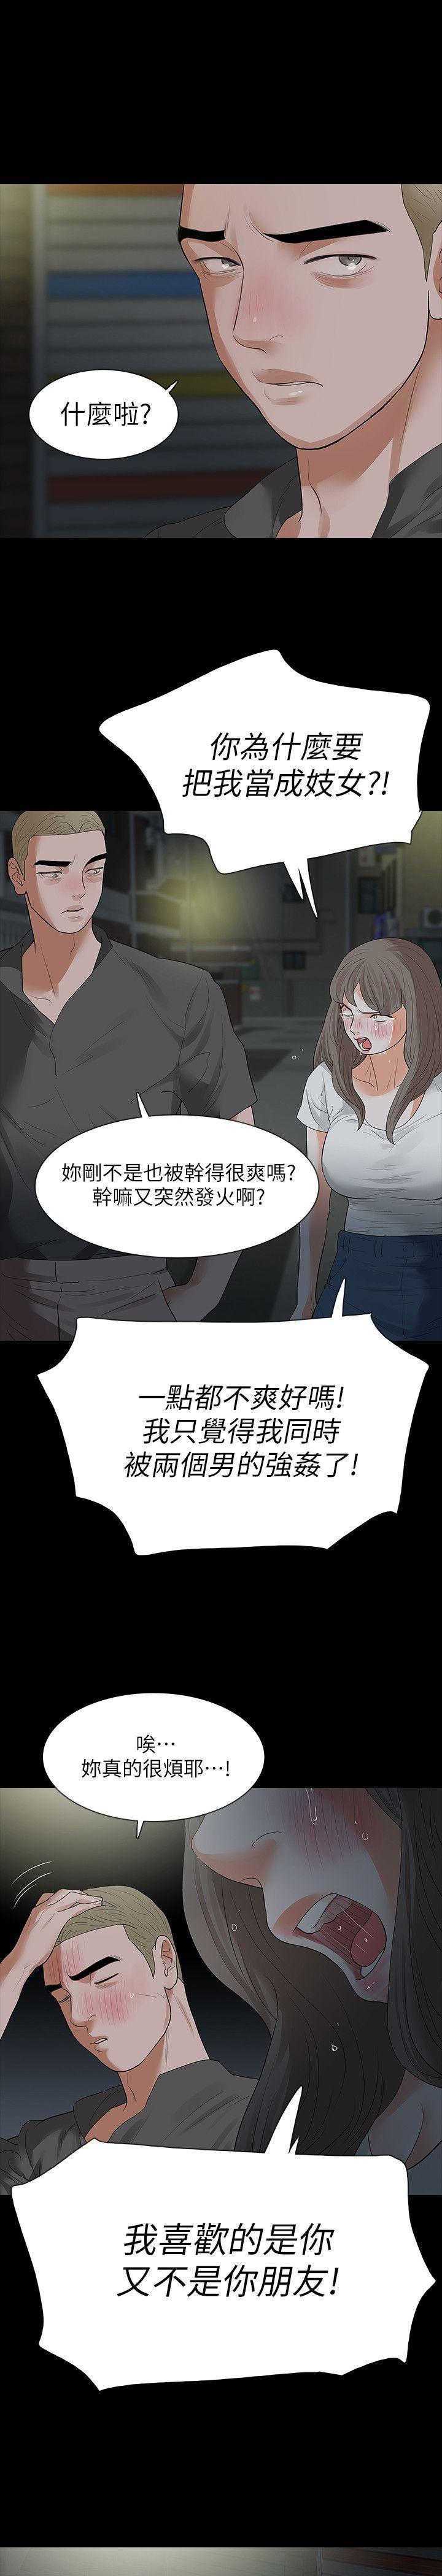 什麼啦?
你為什麼要
把我當成妓女?!
妳剛不是也被幹得很爽嗎?
幹嘛又突然發火啊?
一點都不爽好嗎!
我只覺得我同時
被兩個男的強姦了!
唉⋯
妳真的很煩耶⋯!
我喜歡的是你
又不是你朋友!